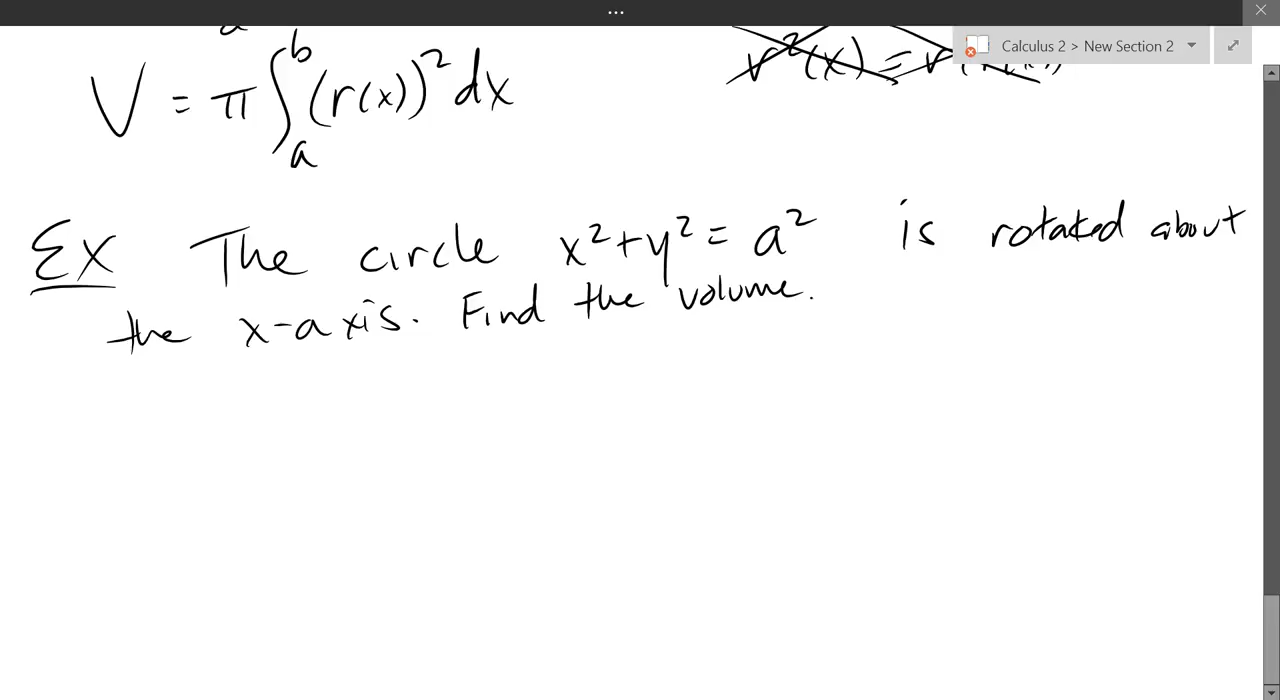 ...
Calculus 2 > New Section 2
a
V = π ∫_a^b (r(x))² dx
r²(x) = r
Ex The circle x² + y² = a² is rotated about
the x-axis. Find the volume.